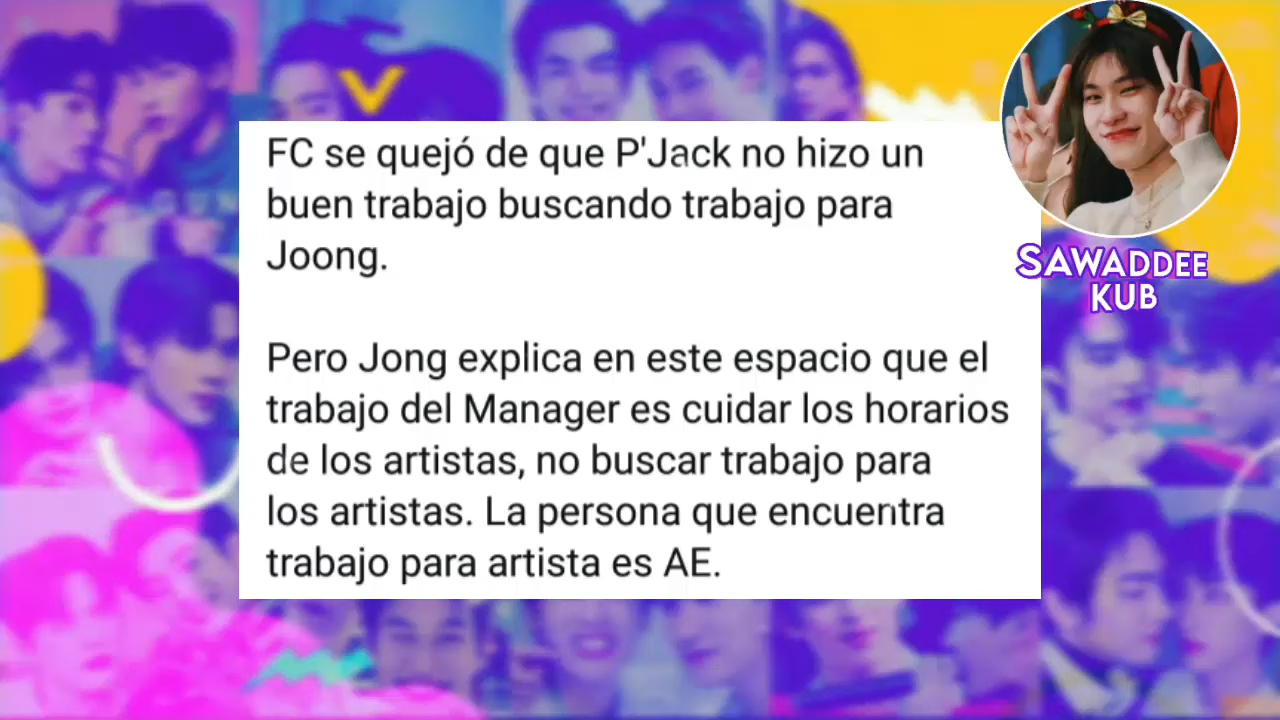 FC se quejó de que P'Jack no hizo un
buen trabajo buscando trabajo para
Joong.
Pero Jong explica en este espacio que el
trabajo del Manager es cuidar los horarios
de los artistas, no buscar trabajo para
los artistas. La persona que encuentra
trabajo para artista es AE.
SAWADDEE
KUB